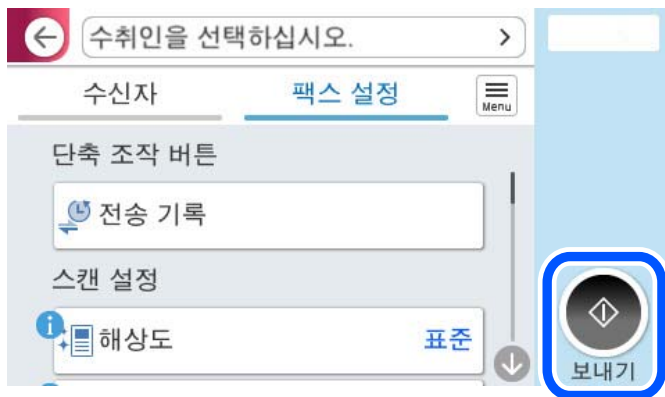 수취인을 선택하십시오.
수신자
팩스 설정
Menu
단축 조작 버튼
전송 기록
스캔 설정
해상도
표준
보내기